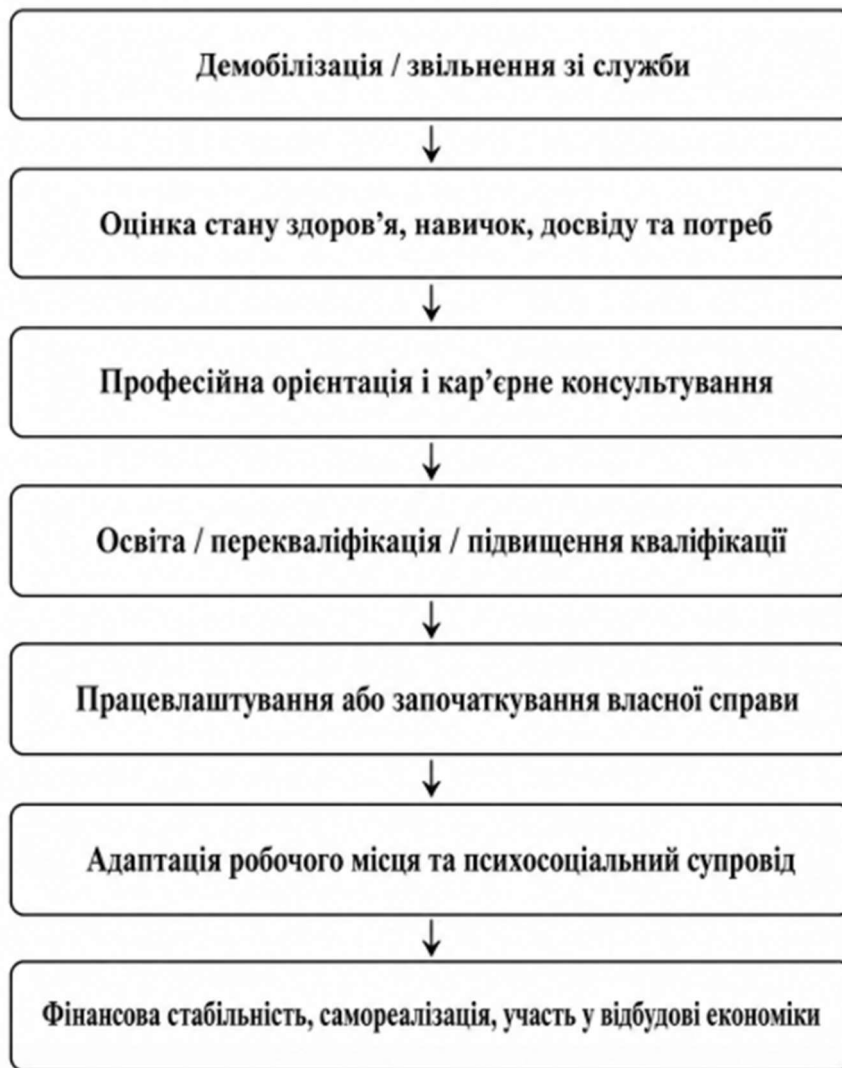 Демобілізація / звільнення зі служби
Оцінка стану здоров’я, навичок, досвіду та потреб
Професійна орієнтація і кар’єрне консультування
Освіта / перекваліфікація / підвищення кваліфікації
Працевлаштування або започаткування власної справи
Адаптація робочого місця та психосоціальний супровід
Фінансова стабільність, самореалізація, участь у відбудові економіки